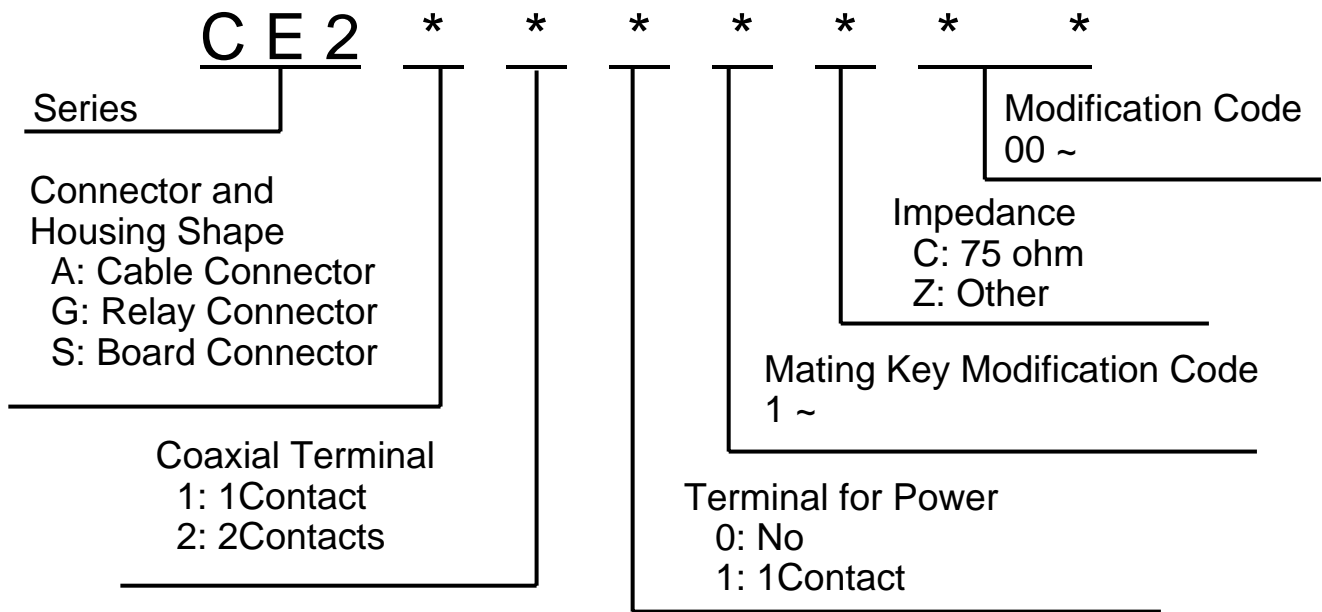 CE2 * * * * * * *
Series
Modification Code
00 ~
Connector and
Housing Shape
A: Cable Connector
G: Relay Connector
S: Board Connector
Impedance
C: 75 ohm
Z: Other
Mating Key Modification Code
1 ~
Coaxial Terminal
1: 1Contact
2: 2Contacts
Terminal for Power
0: No
1: 1Contact